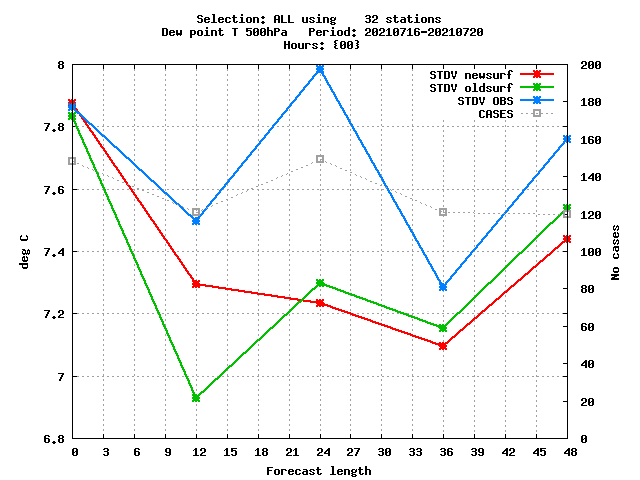 Selection: ALL using    32 stations
Dew point T 500hPa   Period: 20210716-20210720
Hours: {00}
STDV newsurf
STDV oldsurf
STDV OBS
CASES
8
7.8
7.6
7.4
7.2
7
6.8
deg C
200
180
160
140
120
100
80
60
40
20
0
No cases
0 3 6 9 12 15 18 21 24 27 30 33 36 39 42 45 48
Forecast length